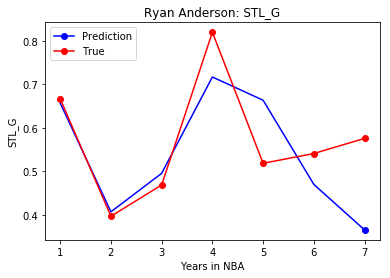 Ryan Anderson: STL_G
Prediction
True
STL_G
0.8
0.7
0.6
0.5
0.4
1 2 3 4 5 6 7
Years in NBA